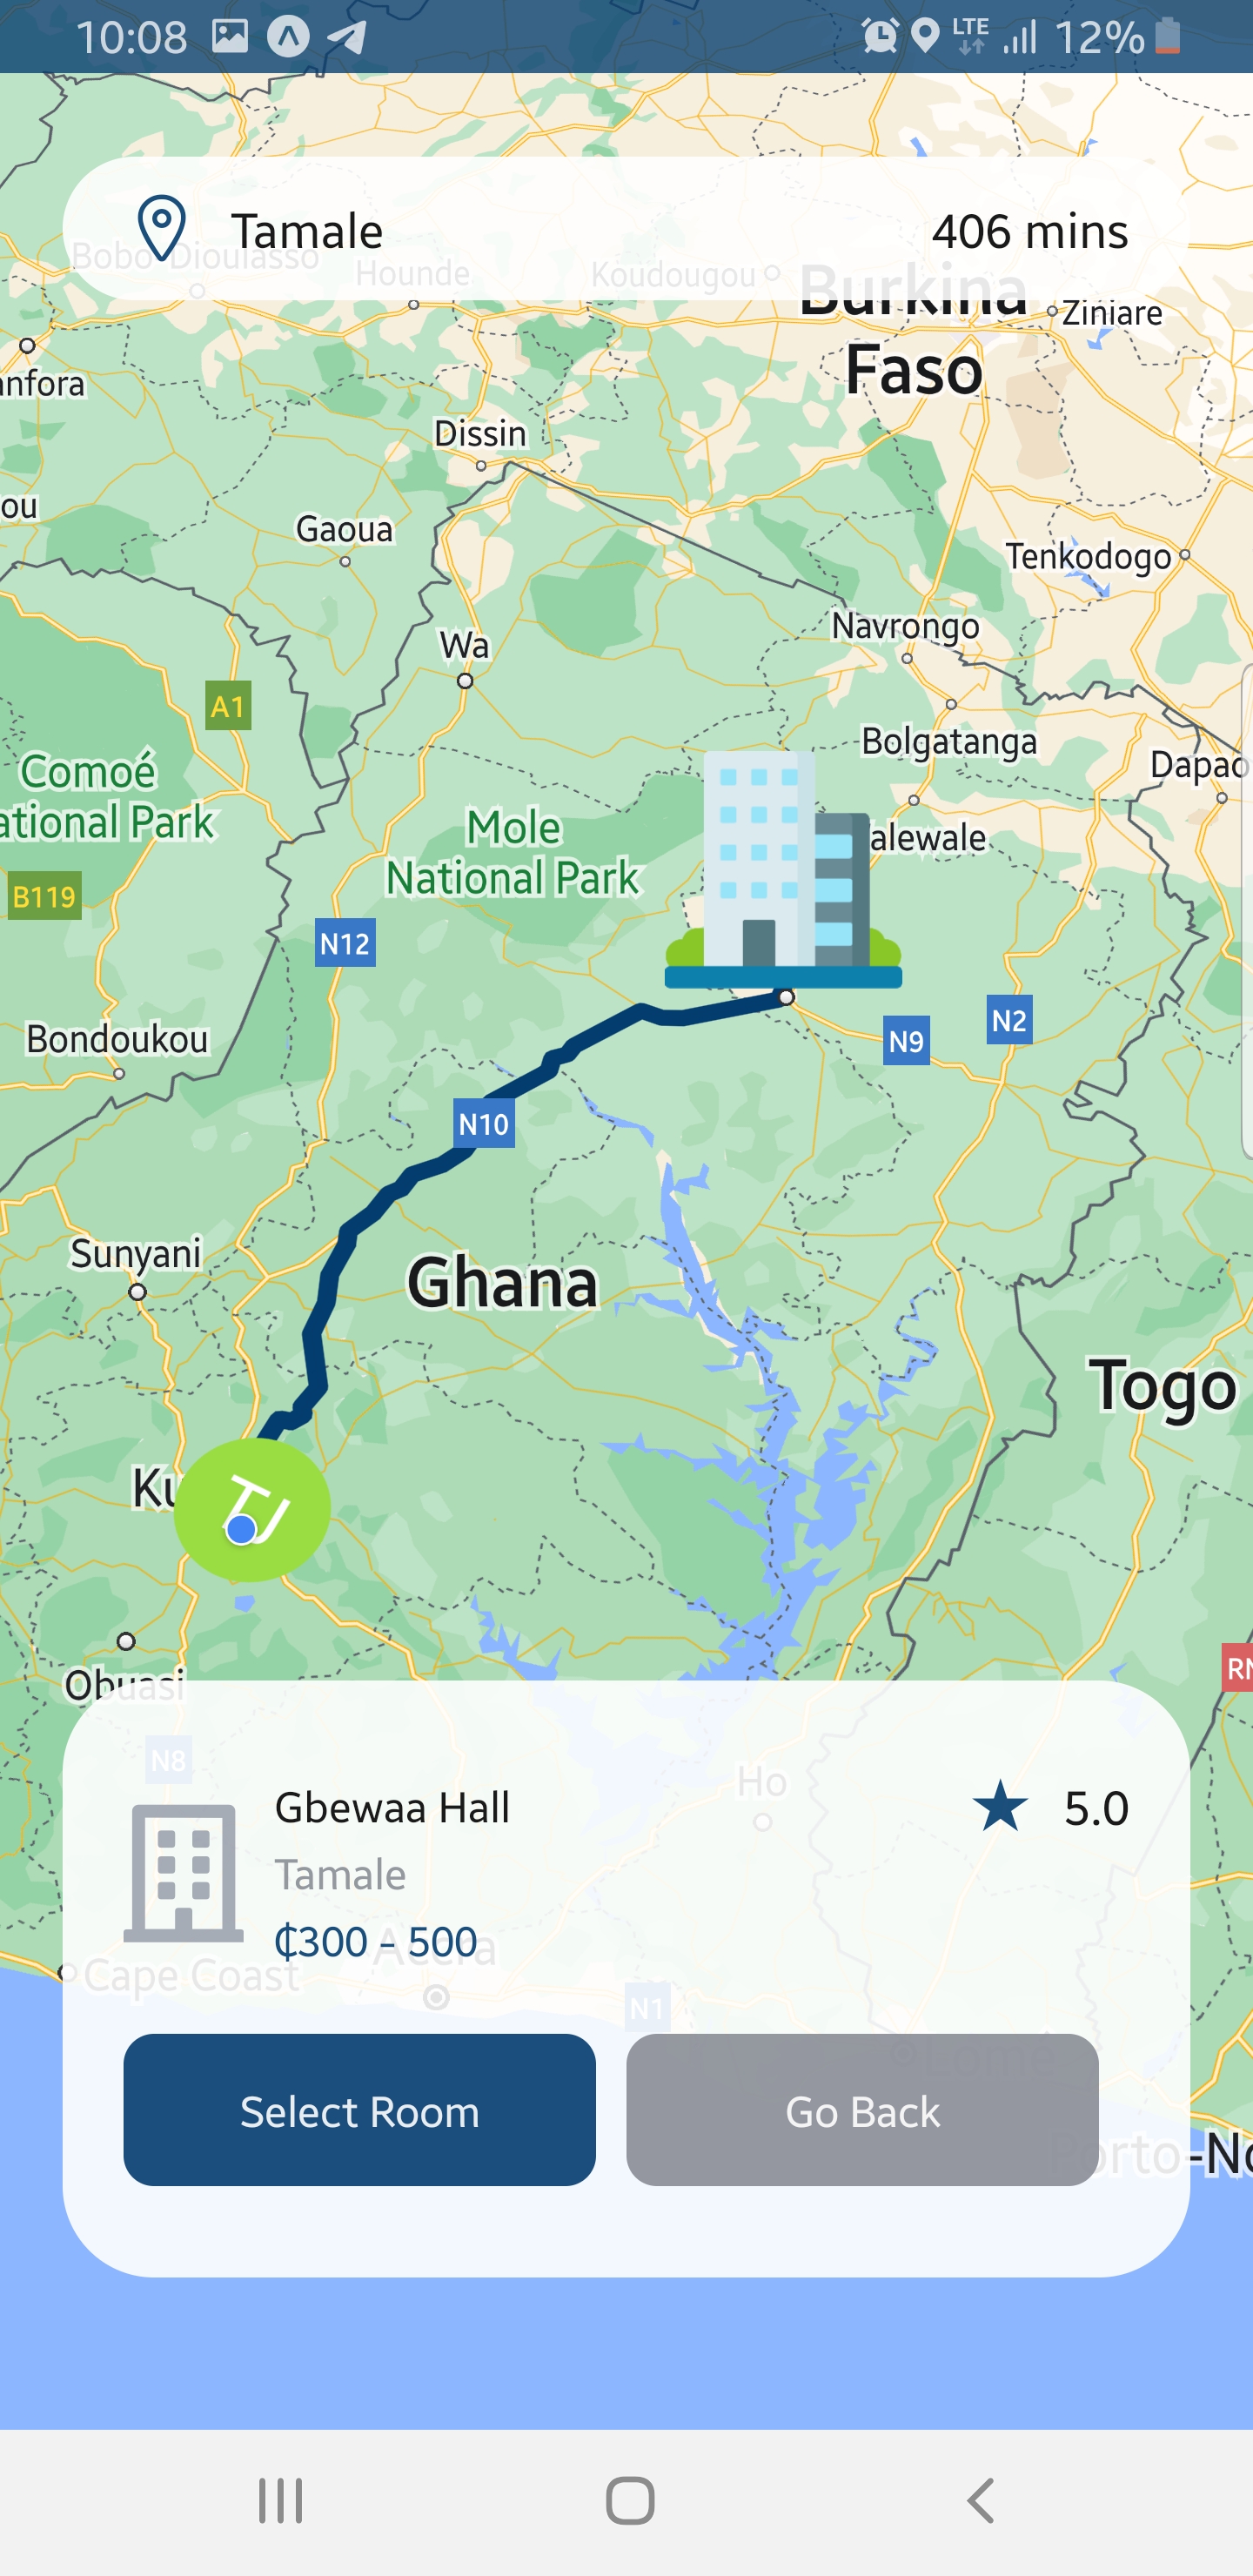 10:08
LTE
12%
Tamale
406 mins
Bobo-Dioulasso
Hounde
Koudougou
Burkina
Faso
Ziniare
anfora
Dissin
ou
Gaoua
Tenkodogo
Navrongo
Wa
A1
Bolgatanga
Dapao
Comoé
ational Park
Mole
National Park
alewale
B119
N12
N2
N9
Bondoukou
N10
Sunyani
Ghana
Togo
Ku
TJ
Obuasi
RN
N8
Ho
Gbewaa Hall
5.0
Tamale
₵300 - 500
Accra
Cape Coast
N1
Lome
Select Room
Go Back
Porto-No